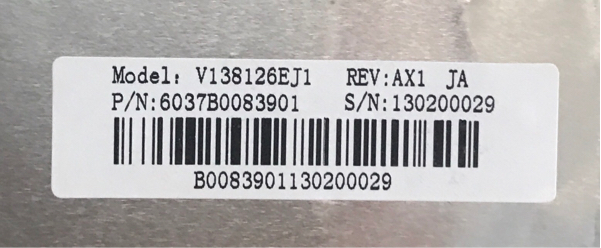 Model: V138126EJ1 REV:AX1 JA
P/N:6037B0083901 S/N:130200029
B0083901130200029